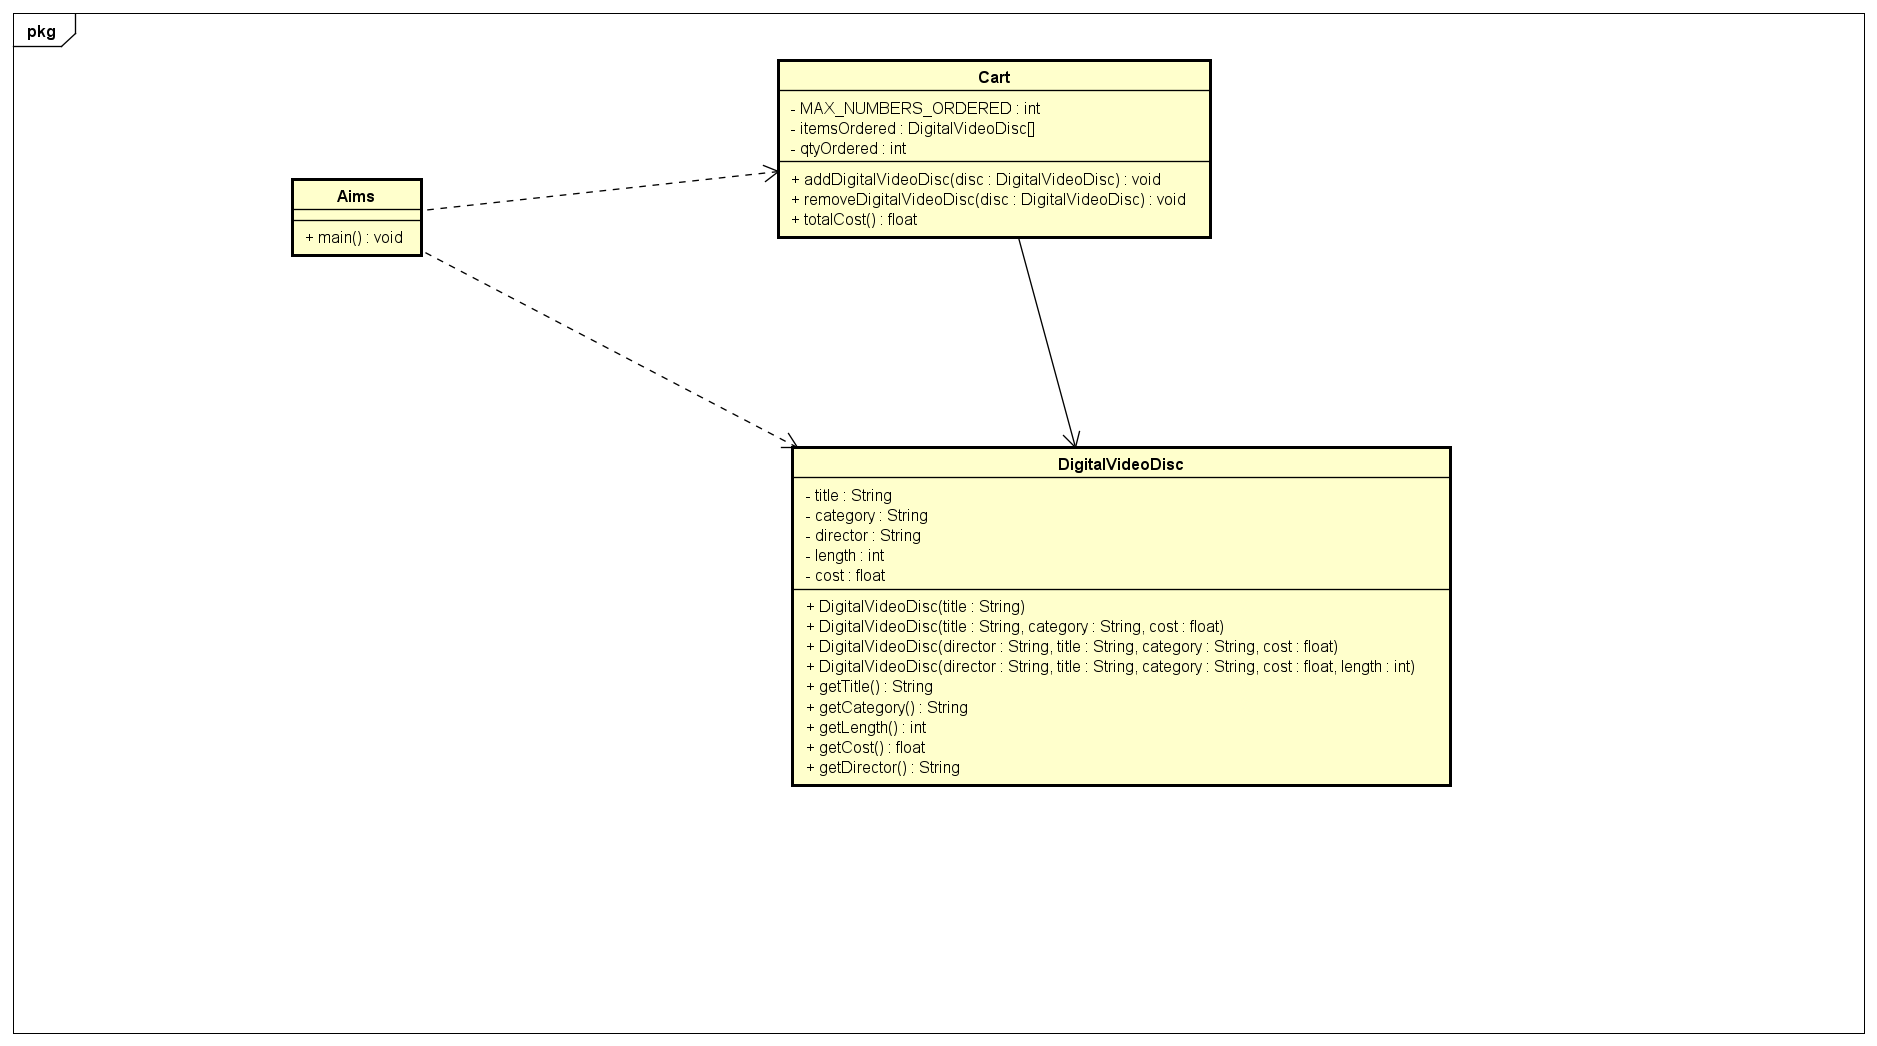 pkg
Cart
- MAX_NUMBERS_ORDERED : int
- itemsOrdered : DigitalVideoDisc[]
- qtyOrdered : int
+ addDigitalVideoDisc(disc : DigitalVideoDisc) : void
+ removeDigitalVideoDisc(disc : DigitalVideoDisc) : void
+ totalCost() : float
Aims
+ main() : void
DigitalVideoDisc
- title : String
- category : String
- director : String
- length : int
- cost : float
+ DigitalVideoDisc(title : String)
+ DigitalVideoDisc(title : String, category : String, cost : float)
+ DigitalVideoDisc(director : String, title : String, category : String, cost : float)
+ DigitalVideoDisc(director : String, title : String, category : String, cost : float, length : int)
+ getTitle() : String
+ getCategory() : String
+ getLength() : int
+ getCost() : float
+ getDirector() : String